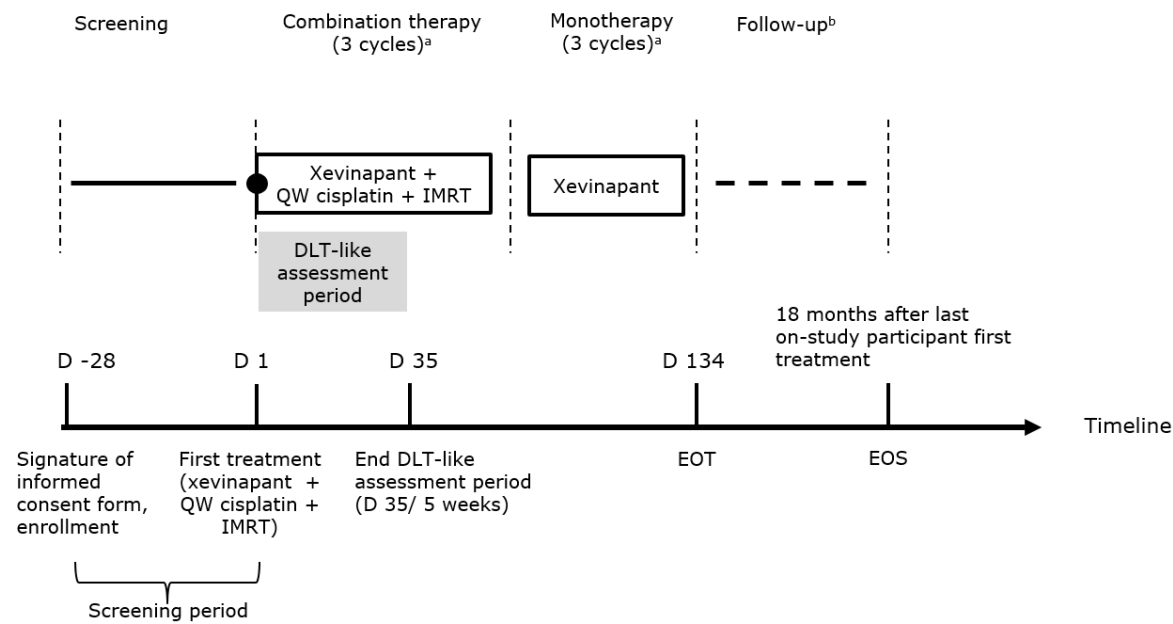 Screening
Combination therapy
(3 cycles)ᵃ
Monotherapy
(3 cycles)ᵃ
Follow-upᵇ
Xevinapant +
QW cisplatin + IMRT
Xevinapant
DLT-like
assessment
period
18 months after last
on-study participant first
treatment
D -28
D 1
D 35
D 134
Timeline
Signature of
informed
consent form,
enrollment
First treatment
(xevinapant +
QW cisplatin +
IMRT)
End DLT-like
assessment period
(D 35/ 5 weeks)
EOT
EOS
Screening period